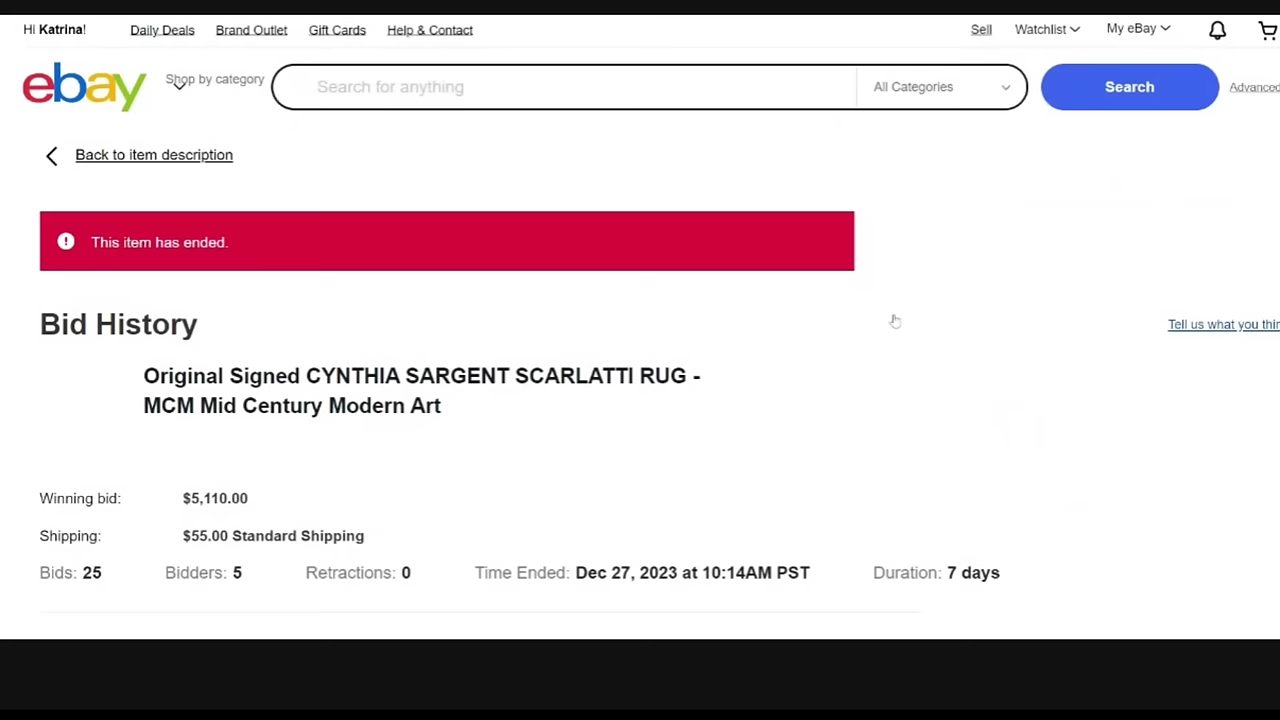 Hi Katrina! Daily Deals Brand Outlet Gift Cards Help & Contact Sell Watchlist My eBay
ebay Shop by category Search for anything All Categories Search Advanced
Back to item description
This item has ended.
Bid History
Tell us what you
Original Signed CYNTHIA SARGENT SCARLATTI RUG -
MCM Mid Century Modern Art
Winning bid: $5,110.00
Shipping: $55.00 Standard Shipping
Bids: 25 Bidders: 5 Retractions: 0 Time Ended: Dec 27, 2023 at 10:14AM PST Duration: 7 days